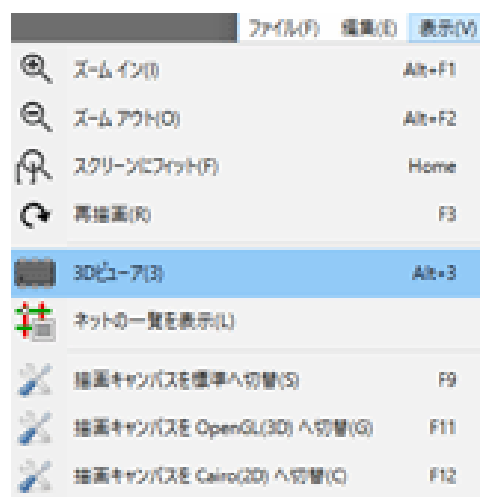 ファイル(F) 編集(E) 表示(V)
ズーム イン(I) Alt+F1
ズーム アウト(O) Alt+F2
スクリーンにフィット(F) Home
再描画(R) F3
3Dビューア(3) Alt+3
ネットの一覧を表示(L)
描画キャンバスを標準へ切替(S) F9
描画キャンバスを OpenGL(3D) へ切替(G) F11
描画キャンバスを Cairo(2D) へ切替(C) F12